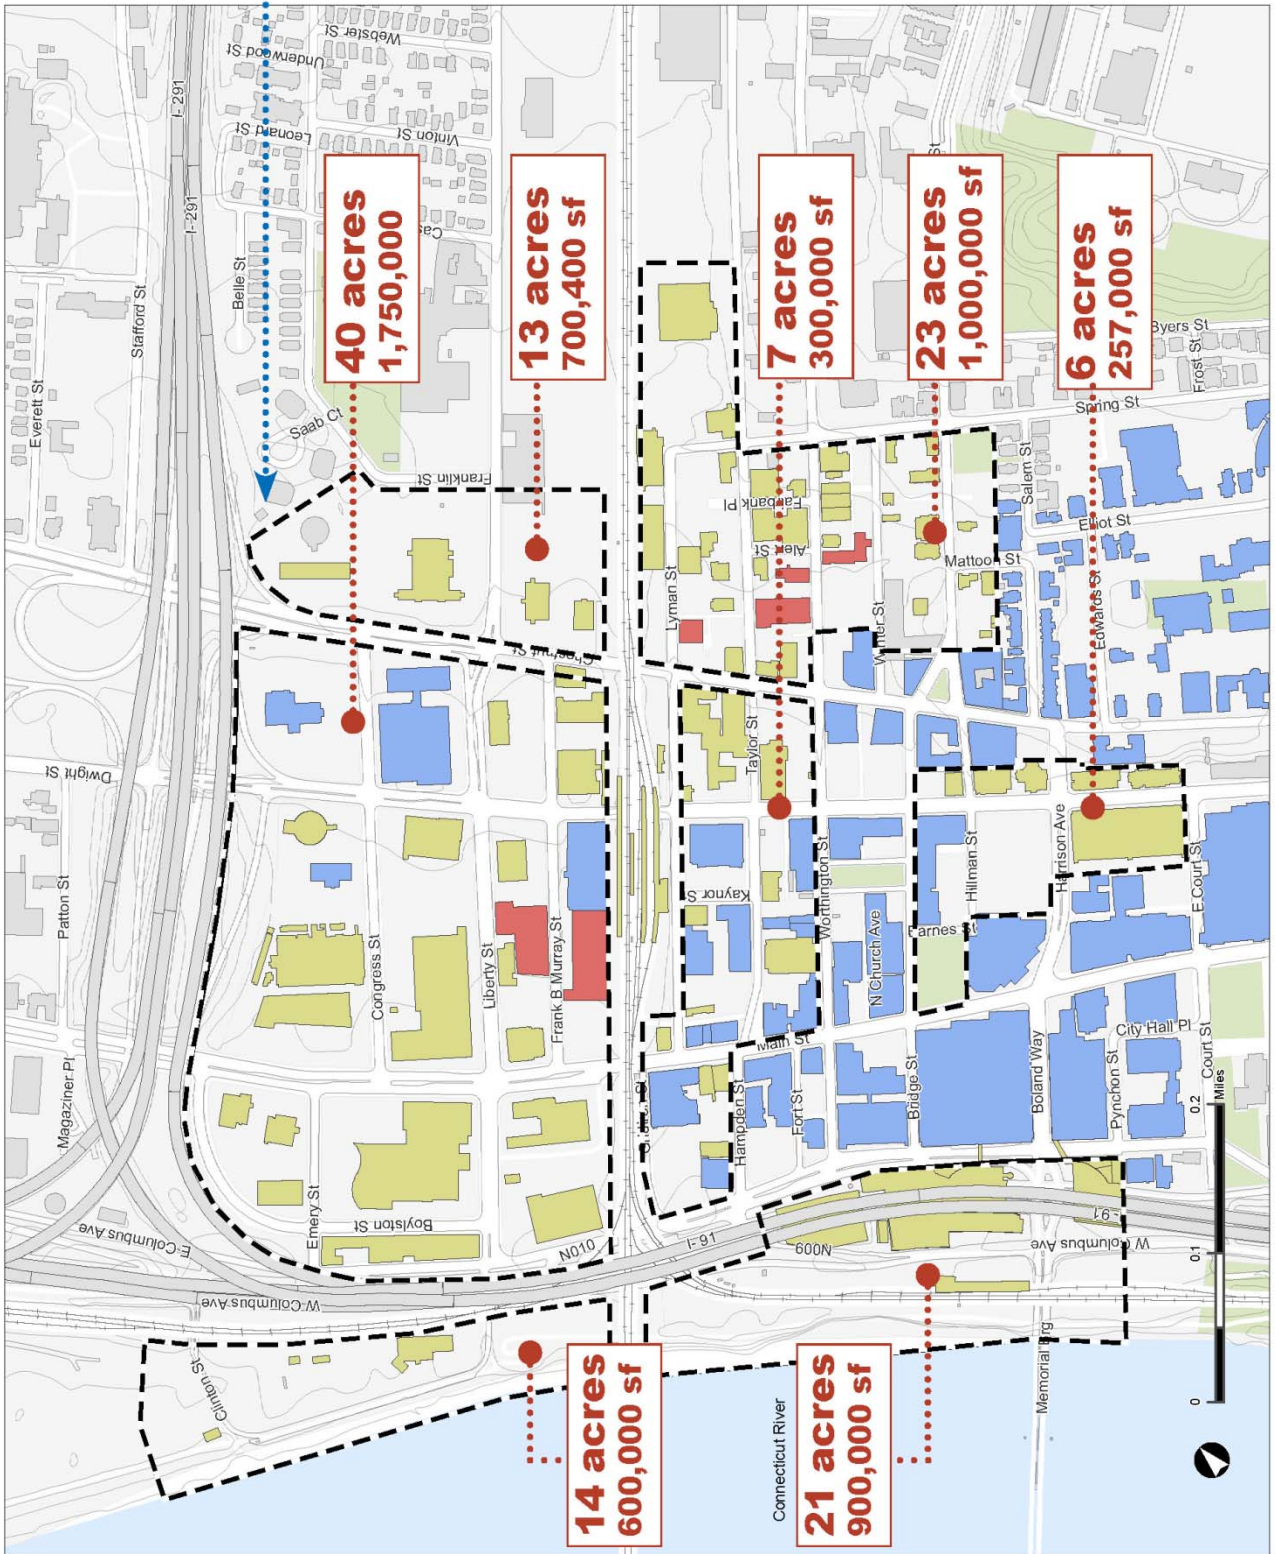 I-291
I-291
Stafford St
Everett St
Webster St
Underwood St
Leonard St
Vinton St
Belle St
Saab Ct
Franklin St
40 acres
1,750,000
13 acres
700,400 sf
7 acres
300,000 sf
23 acres
1,000,000 sf
6 acres
257,000 sf
14 acres
600,000 sf
21 acres
900,000 sf
St
Byers St
Frost St
Spring St
Salem St
Elliot St
Mattoon St
Edwards St
Fairbank Pl
Lyman St
Chestnut St
Taylor St
Dwight St
Patton St
Magaziner Pl
Congress St
Liberty St
Frank B Murray St
Kaynor S
Worthington St
N Church Ave
Hillman St
Harrison Ave
Barnes St
E Court St
Main St
Hampden St
Fort St
Bridge St
Boland Way
City Hall Pl
Pynchon St
Court St
Emery St
Boylston St
E Columbus Ave
W Columbus Ave
N010
I-91
N009
I-91
W Columbus Ave
Clinton St
Memorial Brg
Connecticut River
0
0.1
0.2
Miles